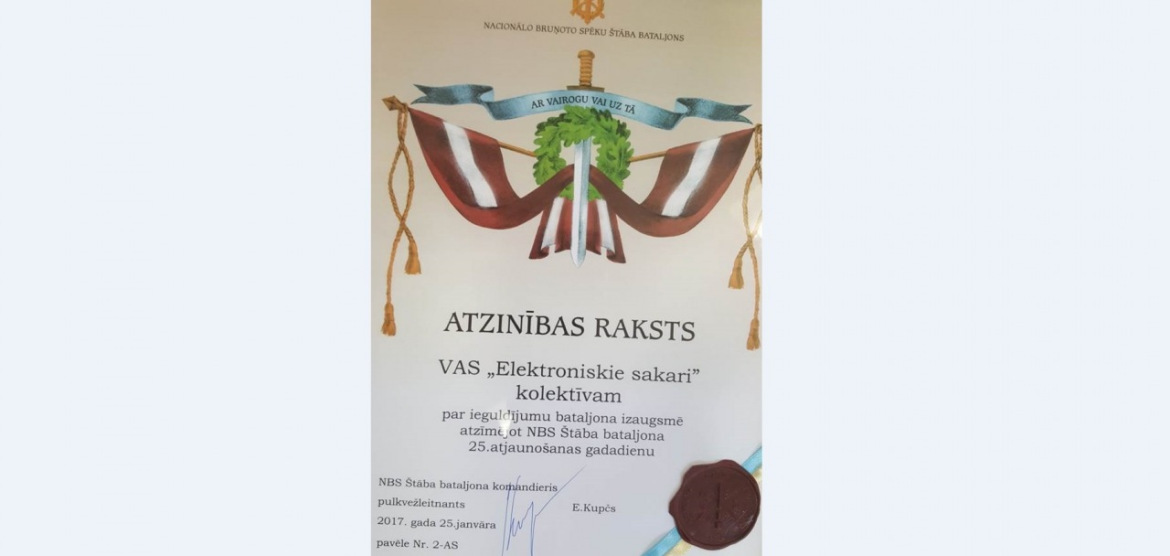 NACIONĀLO BRUŅOTO SPĒKU ŠTĀBA BATALJONS
AR VAIROGU VAI UZ TĀ
ATZINĪBAS RAKSTS
VAS „Elektroniskie sakari”
kolektīvam
par ieguldījumu bataljona izaugsmē
atzīmējot NBS Štāba bataljona
25.atjaunošanas gadadienu
NBS Štāba bataljona komandieris
pulkvežleitnants
E.Kupčs
2017. gada 25.janvāra
pavēle Nr. 2-AS